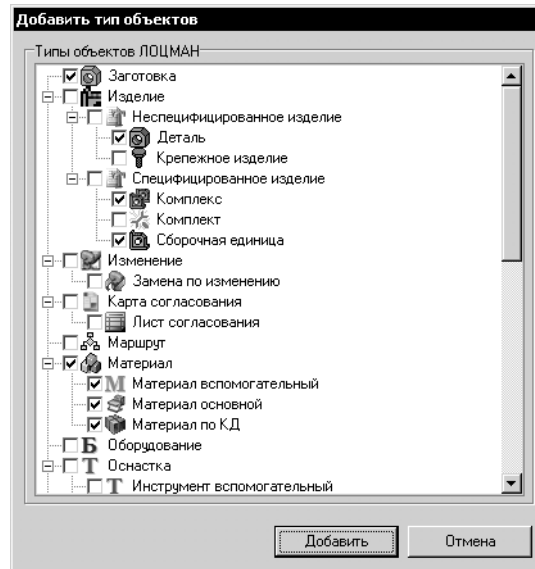 Добавить тип объектов
Типы объектов ЛОЦМАН
Заготовка
Изделие
Неспецифицированное изделие
Деталь
Крепежное изделие
Специфицированное изделие
Комплекс
Комплект
Сборочная единица
Изменение
Замена по изменению
Карта согласования
Лист согласования
Маршрут
Материал
М Материал вспомогательный
Материал основной
Материал по КД
Б Оборудование
Т Оснастка
Т Инструмент вспомогательный
Добавить Отмена